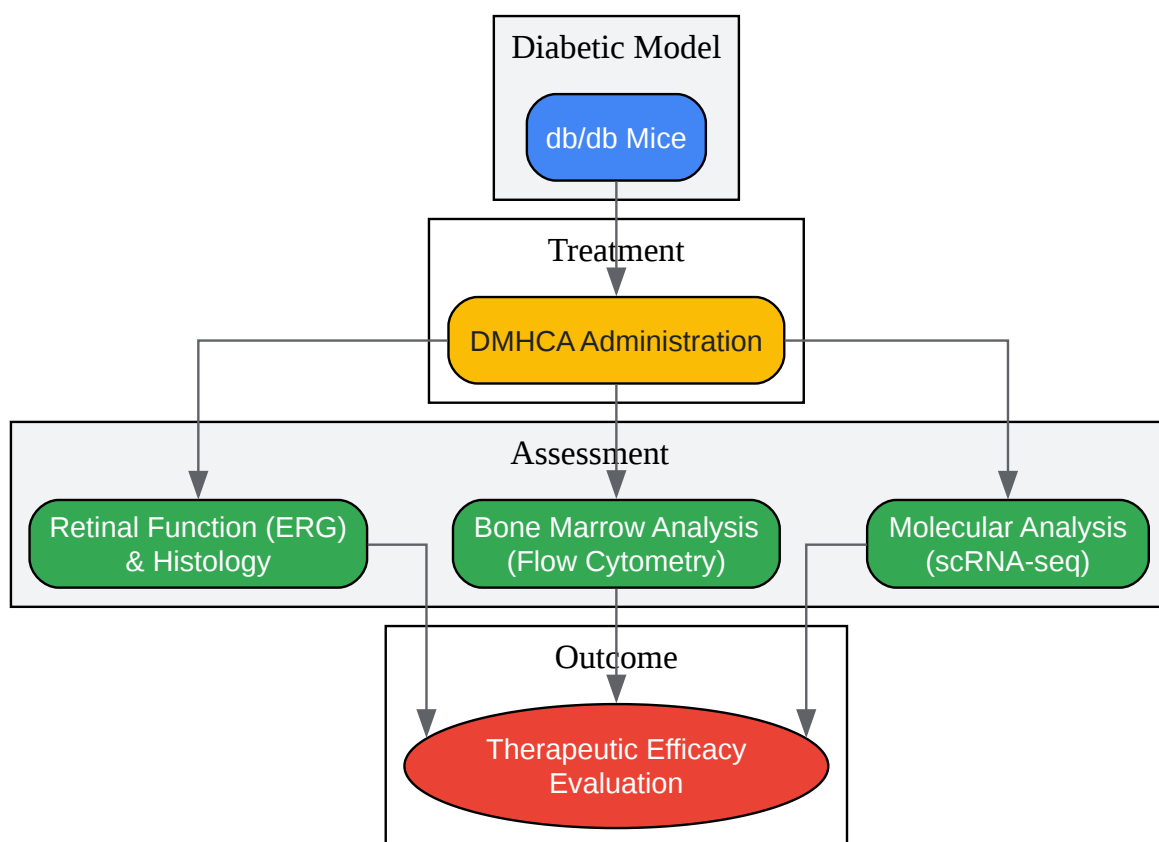 Diabetic Model
db/db Mice
Treatment
DMHCA Administration
Assessment
Retinal Function (ERG)
& Histology
Bone Marrow Analysis
(Flow Cytometry)
Molecular Analysis
(scRNA-seq)
Outcome
Therapeutic Efficacy
Evaluation